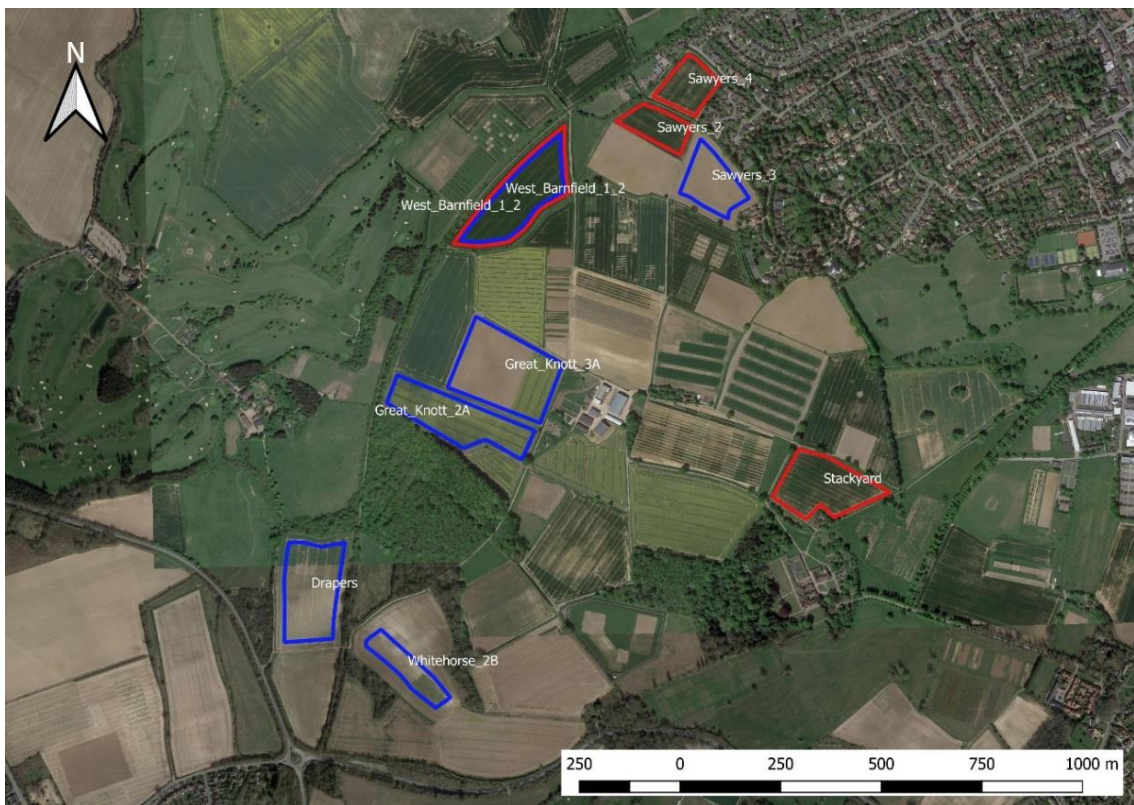 N
Sawyers_4
Sawyers_2
Sawyers_3
West_Barnfield_1_2
West_Barnfield_1_2
Great_Knott_3A
Great_Knott_2A
Stackyard
Drapers
Whitehorse_2B
250 0 250 500 750 1000 m